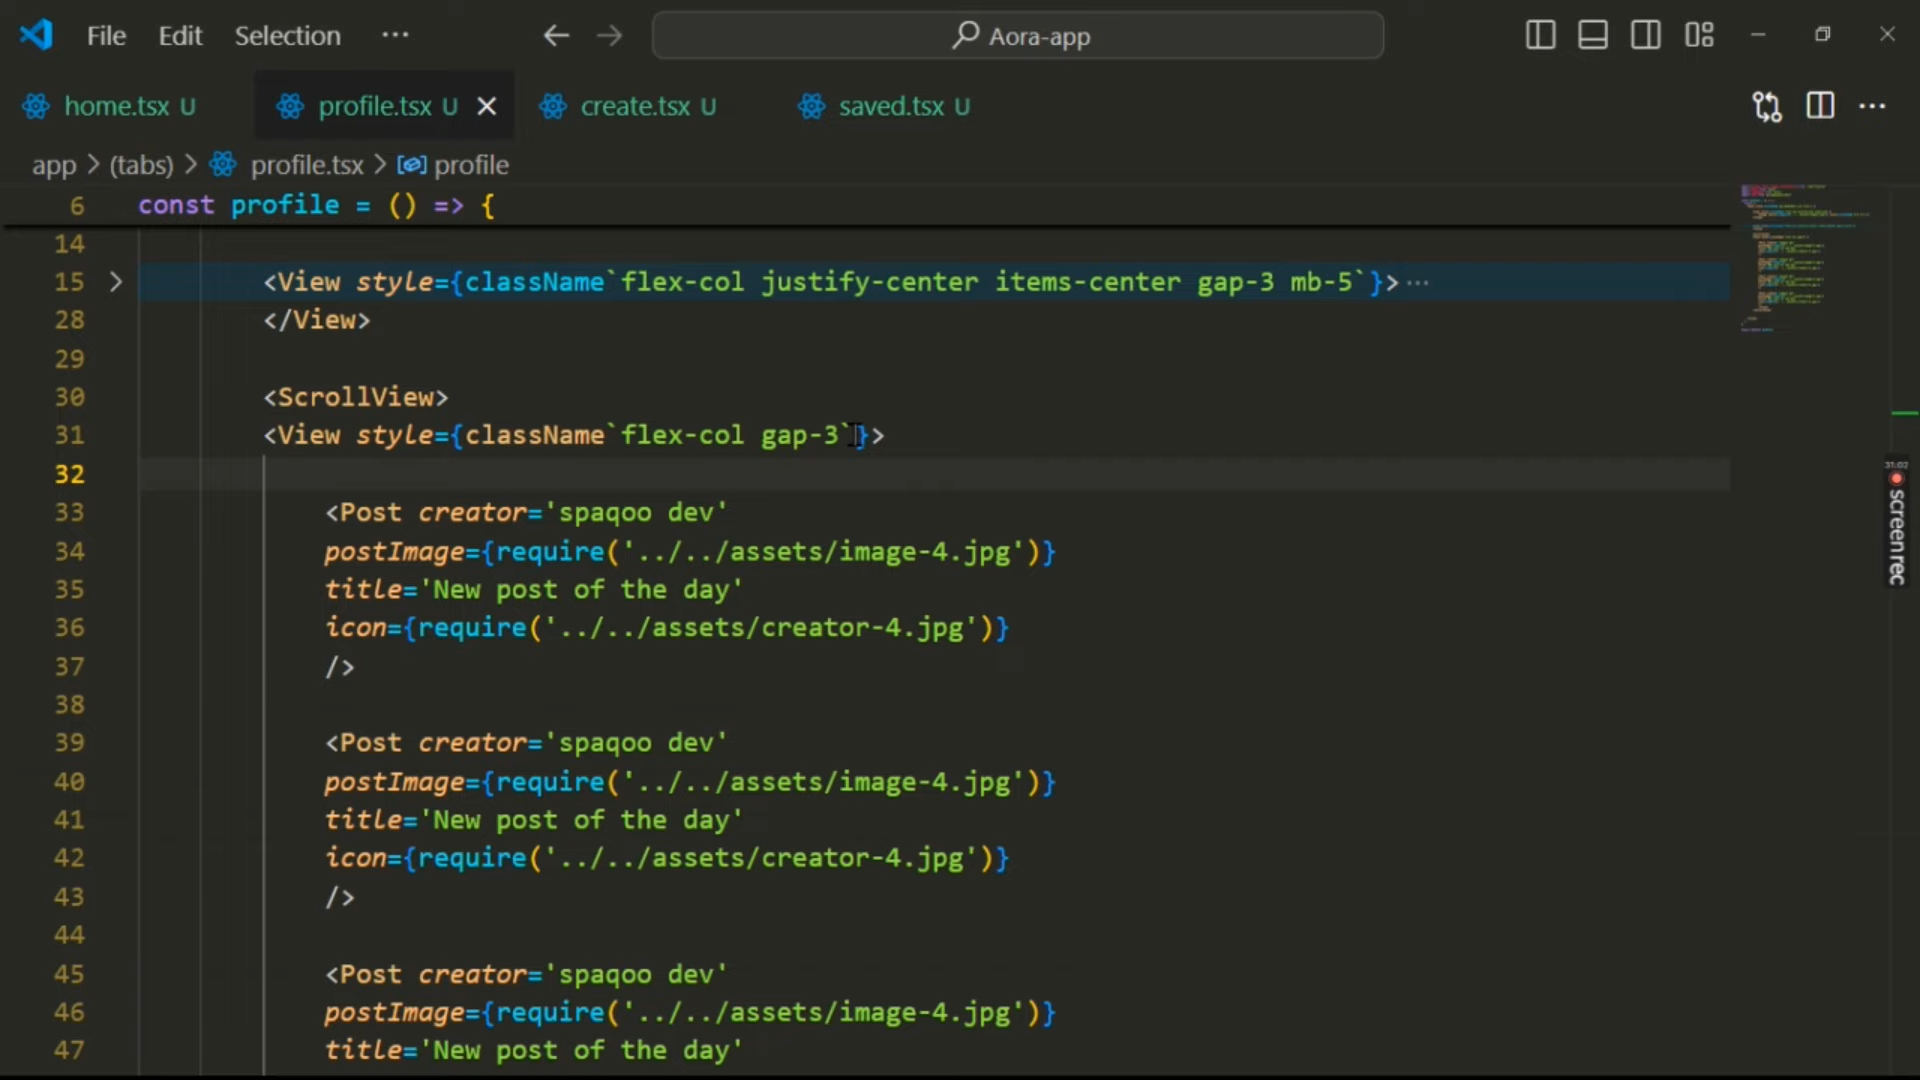 File Edit Selection ··· Aora-app
home.tsx U profile.tsx U create.tsx U saved.tsx U
app > (tabs) > profile.tsx > profile
6 const profile = () => {
14
15 <View style={className`flex-col justify-center items-center gap-3 mb-5`}>···
28 </View>
29
30 <ScrollView>
31 <View style={className`flex-col gap-3`}>
32
33 <Post creator='spaqoo dev'
34 postImage={require('../../assets/image-4.jpg')}
35 title='New post of the day'
36 icon={require('../../assets/creator-4.jpg')}
37 />
38
39 <Post creator='spaqoo dev'
40 postImage={require('../../assets/image-4.jpg')}
41 title='New post of the day'
42 icon={require('../../assets/creator-4.jpg')}
43 />
44
45 <Post creator='spaqoo dev'
46 postImage={require('../../assets/image-4.jpg')}
47 title='New post of the day'
31:02
screenrec